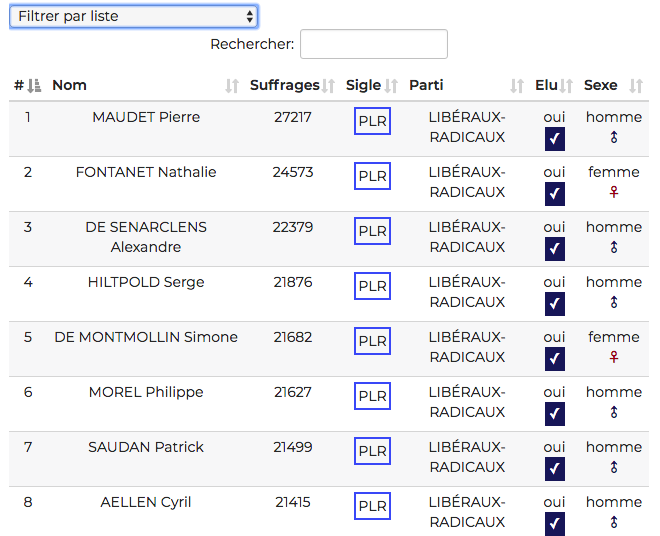 Filtrer par liste
Rechercher:
# Nom Suffrages Sigle Parti Elu Sexe
1 MAUDET Pierre 27217 PLR LIBÉRAUX- oui homme
RADICAUX
2 FONTANET Nathalie 24573 PLR LIBÉRAUX- oui femme
RADICAUX
3 DE SENARCLENS 22379 PLR LIBÉRAUX- oui homme
Alexandre RADICAUX
4 HILTPOLD Serge 21876 PLR LIBÉRAUX- oui homme
RADICAUX
5 DE MONTMOLLIN Simone 21682 PLR LIBÉRAUX- oui femme
RADICAUX
6 MOREL Philippe 21627 PLR LIBÉRAUX- oui homme
RADICAUX
7 SAUDAN Patrick 21499 PLR LIBÉRAUX- oui homme
RADICAUX
8 AELLEN Cyril 21415 PLR LIBÉRAUX- oui homme
RADICAUX